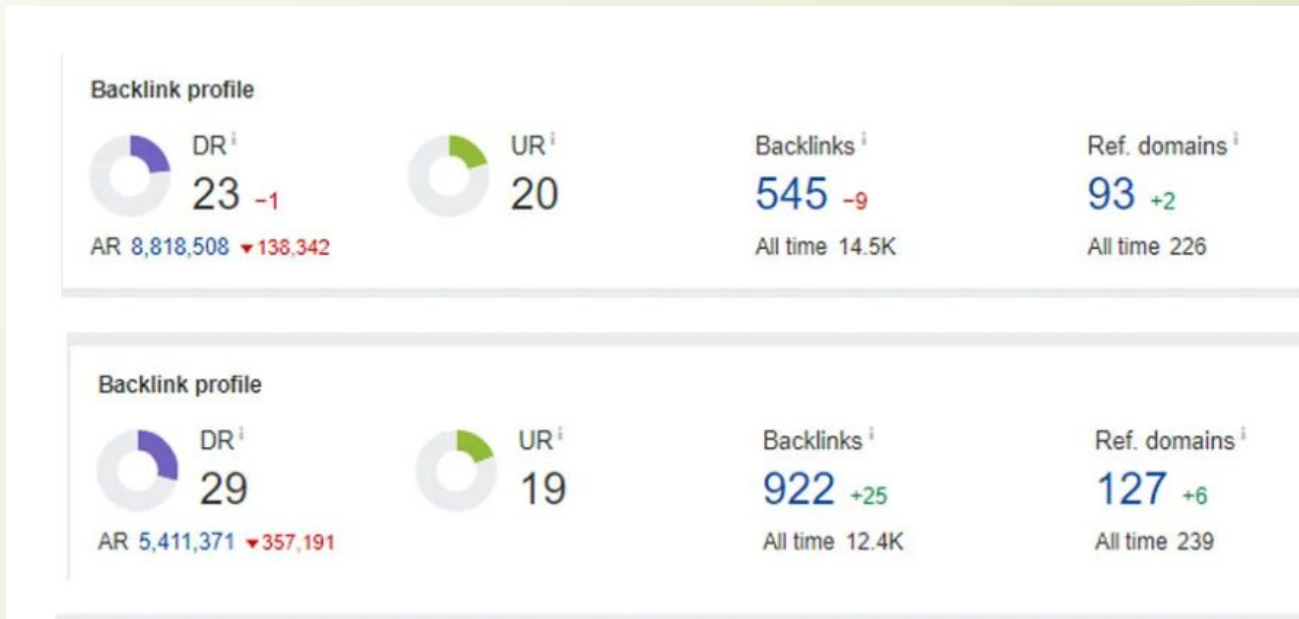 Backlink profile
DR i UR i Backlinks i Ref. domains i
23 −1 20 545 −9 93 +2
AR 8,818,508 ▼138,342 All time 14.5K All time 226
Backlink profile
DR i UR i Backlinks i Ref. domains i
29 19 922 +25 127 +6
AR 5,411,371 ▼357,191 All time 12.4K All time 239